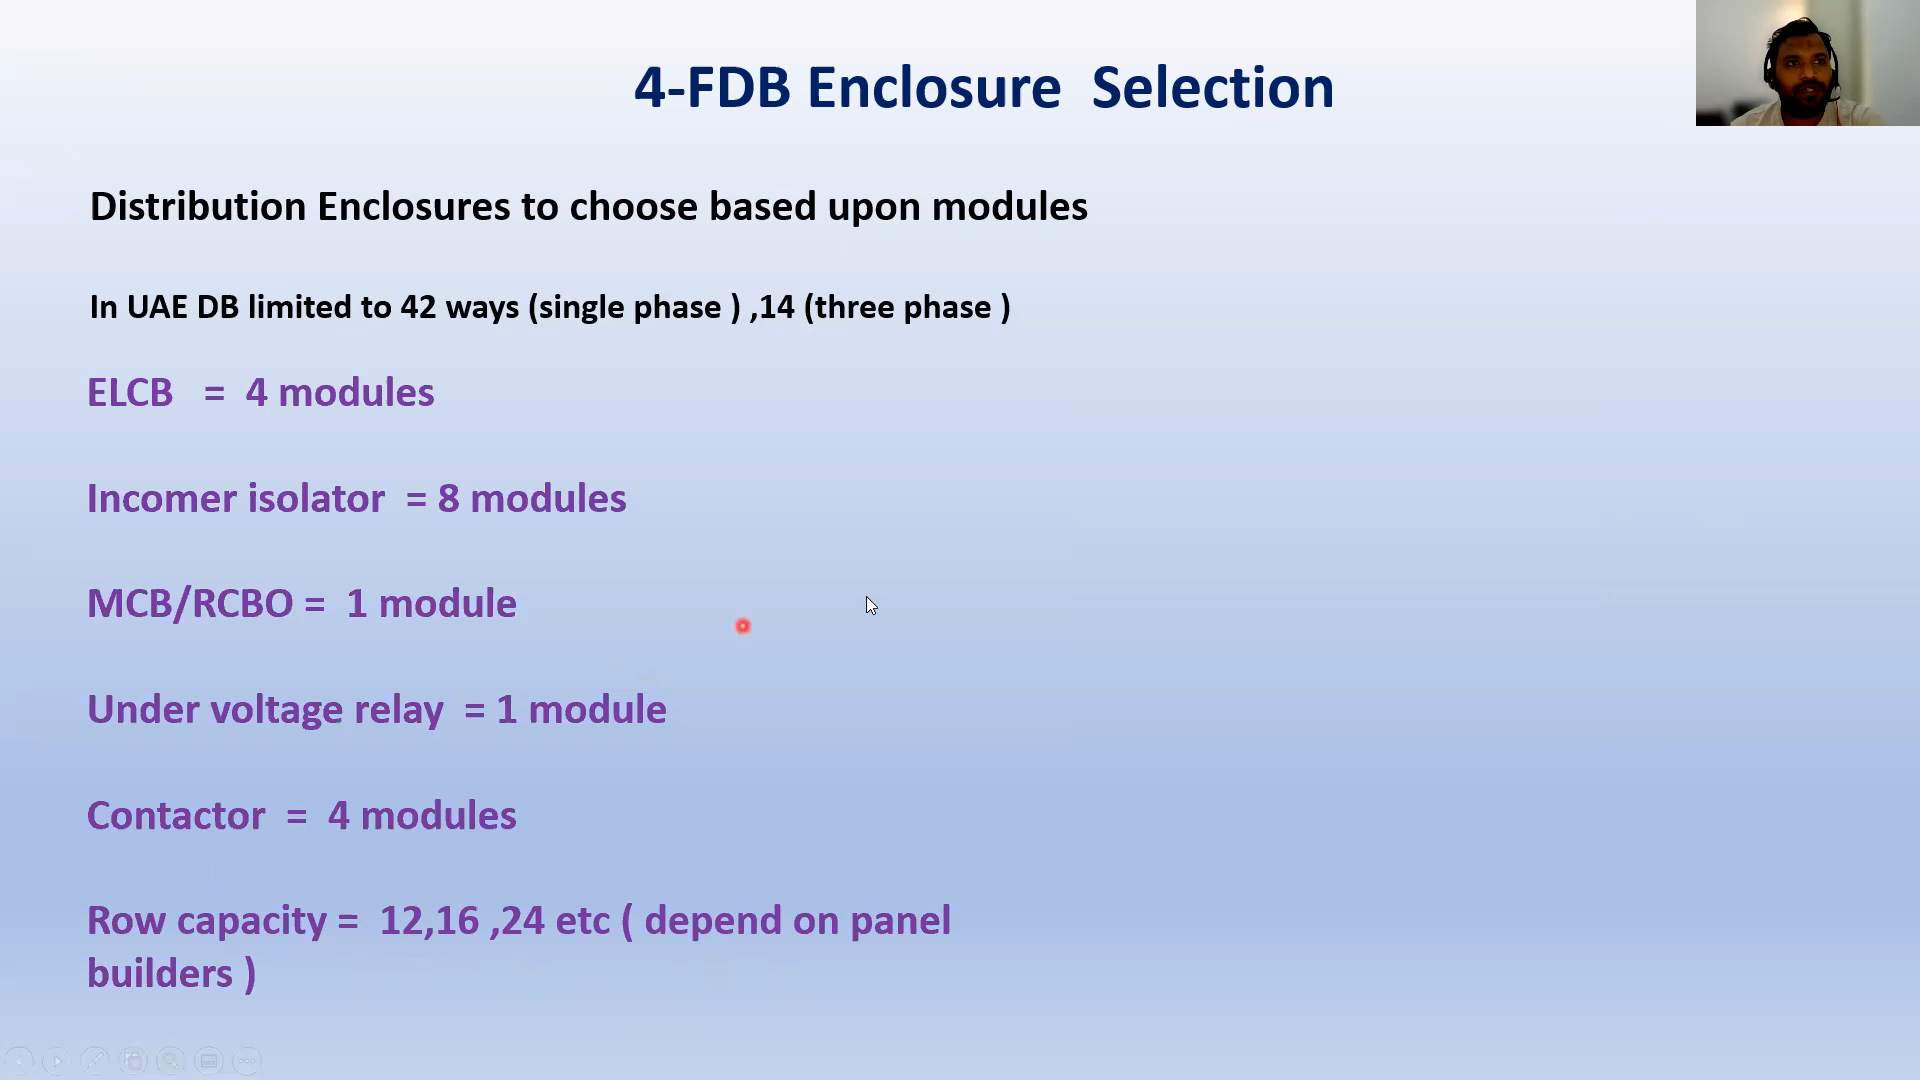 4-FDB Enclosure Selection
Distribution Enclosures to choose based upon modules
In UAE DB limited to 42 ways (single phase ) ,14 (three phase )
ELCB = 4 modules
Incomer isolator = 8 modules
MCB/RCBO = 1 module
Under voltage relay = 1 module
Contactor = 4 modules
Row capacity = 12,16 ,24 etc ( depend on panel
builders )